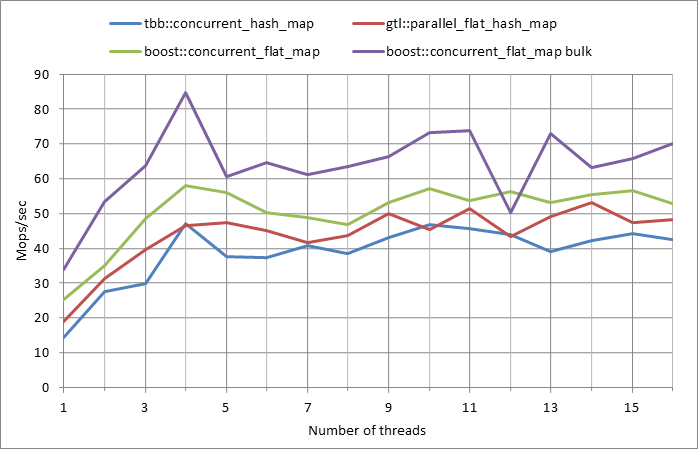 tbb::concurrent_hash_map gtl::parallel_flat_hash_map
boost::concurrent_flat_map boost::concurrent_flat_map bulk
90
80
70
60
50
40
30
20
10
0
Mops/sec
1 3 5 7 9 11 13 15
Number of threads